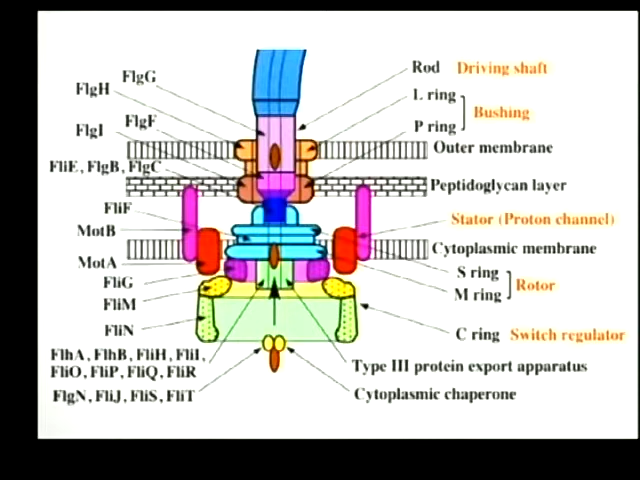 FlgG
FlgH
FlgF
FlgI
FliE, FlgB, FlgC
FliF
MotB
MotA
FliG
FliM
FliN
FlhA, FlhB, FliH, FliI,
FliO, FliP, FliQ, FliR
FlgN, FliJ, FliS, FliT
Rod Driving shaft
L ring
Bushing
P ring
Outer membrane
Peptidoglycan layer
Stator (Proton channel)
Cytoplasmic membrane
S ring
Rotor
M ring
C ring Switch regulator
Type III protein export apparatus
Cytoplasmic chaperone